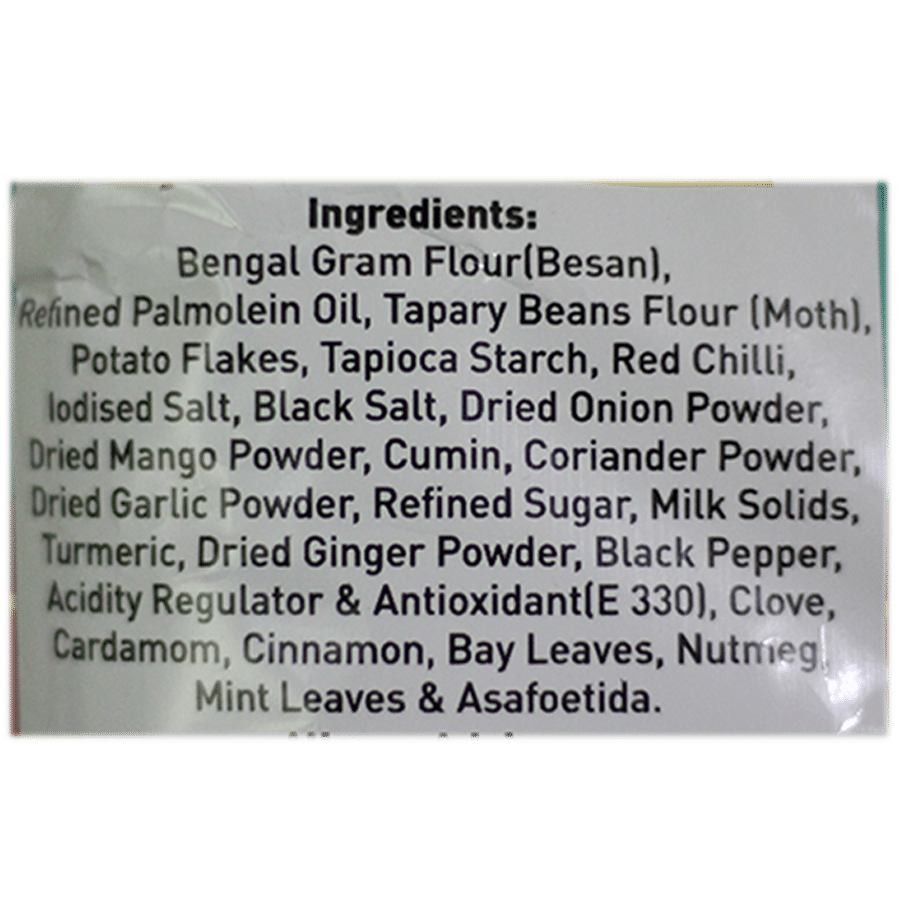 Ingredients:
Bengal Gram Flour(Besan),
Refined Palmolein Oil, Tapary Beans Flour (Moth),
Potato Flakes, Tapioca Starch, Red Chilli,
Iodised Salt, Black Salt, Dried Onion Powder,
Dried Mango Powder, Cumin, Coriander Powder,
Dried Garlic Powder, Refined Sugar, Milk Solids,
Turmeric, Dried Ginger Powder, Black Pepper,
Acidity Regulator & Antioxidant(E 330), Clove,
Cardamom, Cinnamon, Bay Leaves, Nutmeg,
Mint Leaves & Asafoetida.